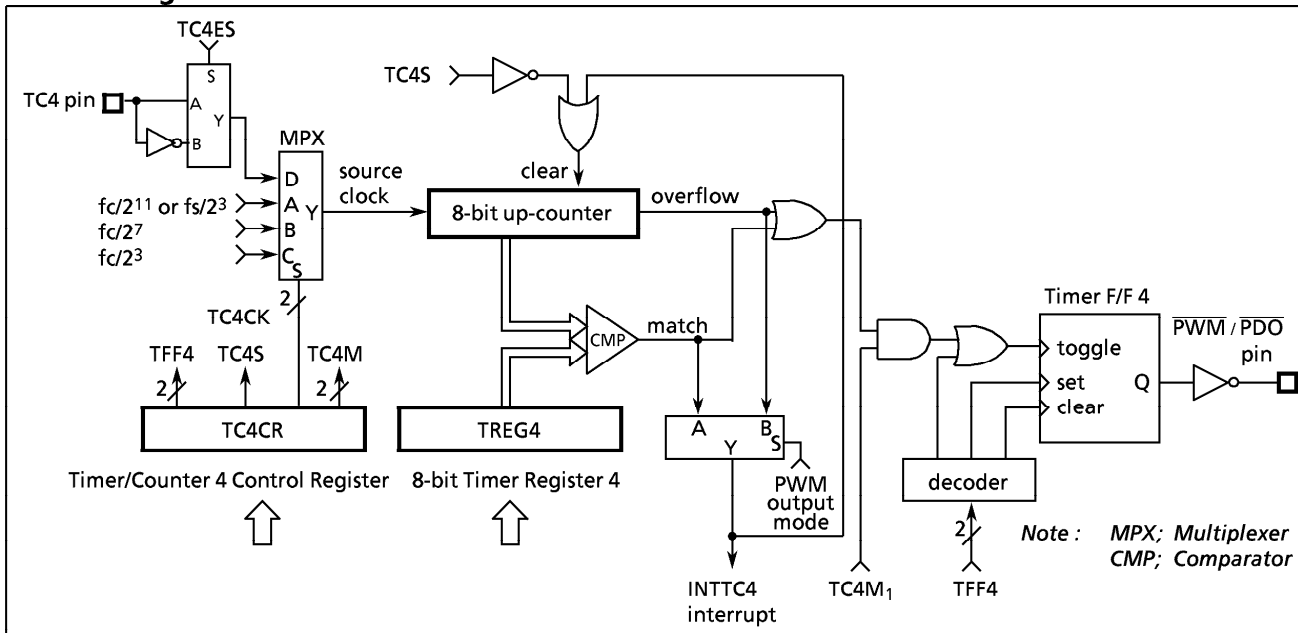 TC4ES
S
TC4 pin
A
Y
B
MPX
D
fc/2¹¹ or fs/2³
A
Y
fc/2⁷
B
fc/2³
C
S
2
TC4CK
source
clock
TC4S
clear
8-bit up-counter
overflow
CMP
match
TFF4
TC4S
TC4M
2
2
TC4CR
TREG4
Timer/Counter 4 Control Register
8-bit Timer Register 4
A
B
Y
S
PWM
output
mode
INTTC4
interrupt
TC4M₁
Timer F/F 4
toggle
set
Q
clear
PWM / PDO
pin
decoder
2
TFF4
Note : MPX; Multiplexer
CMP; Comparator